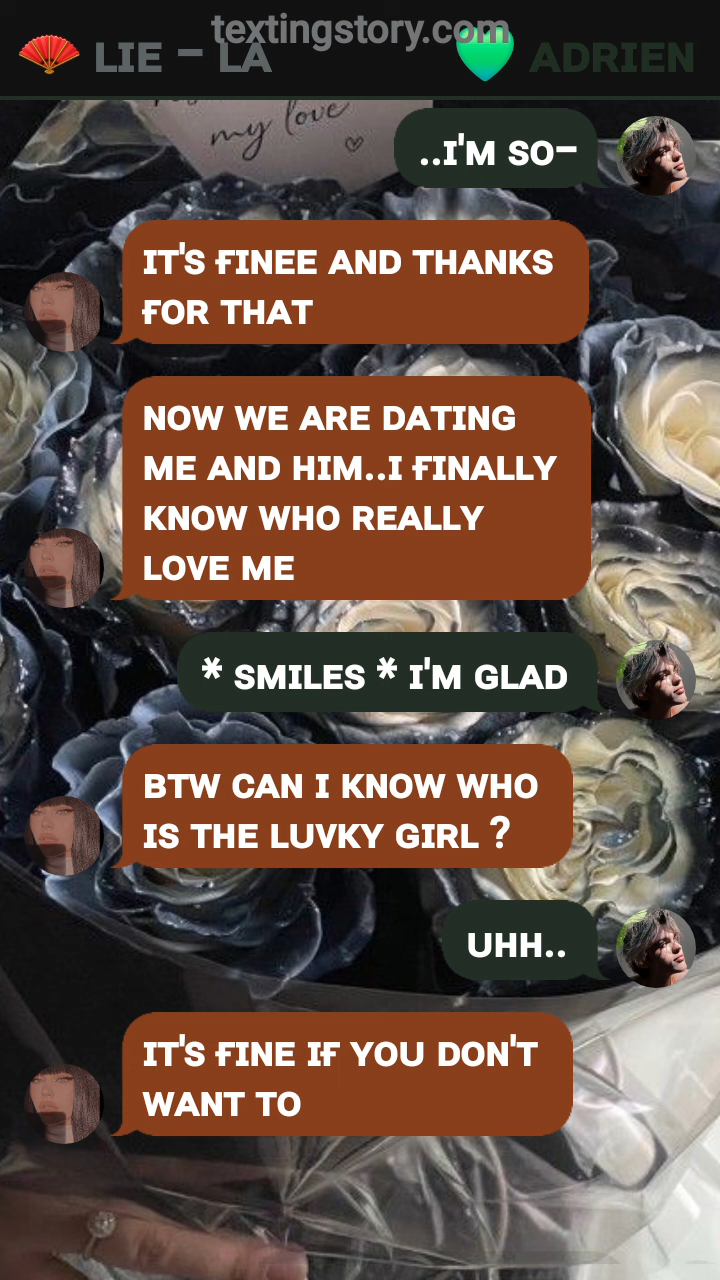 textingstory.com
LIE - LA
ADRIEN
my love
..I'M SO-
IT'S FINEE AND THANKS
FOR THAT
NOW WE ARE DATING
ME AND HIM..I FINALLY
KNOW WHO REALLY
LOVE ME
* SMILES * I'M GLAD
BTW CAN I KNOW WHO
IS THE LUVKY GIRL ?
UHH..
IT'S FINE IF YOU DON'T
WANT TO